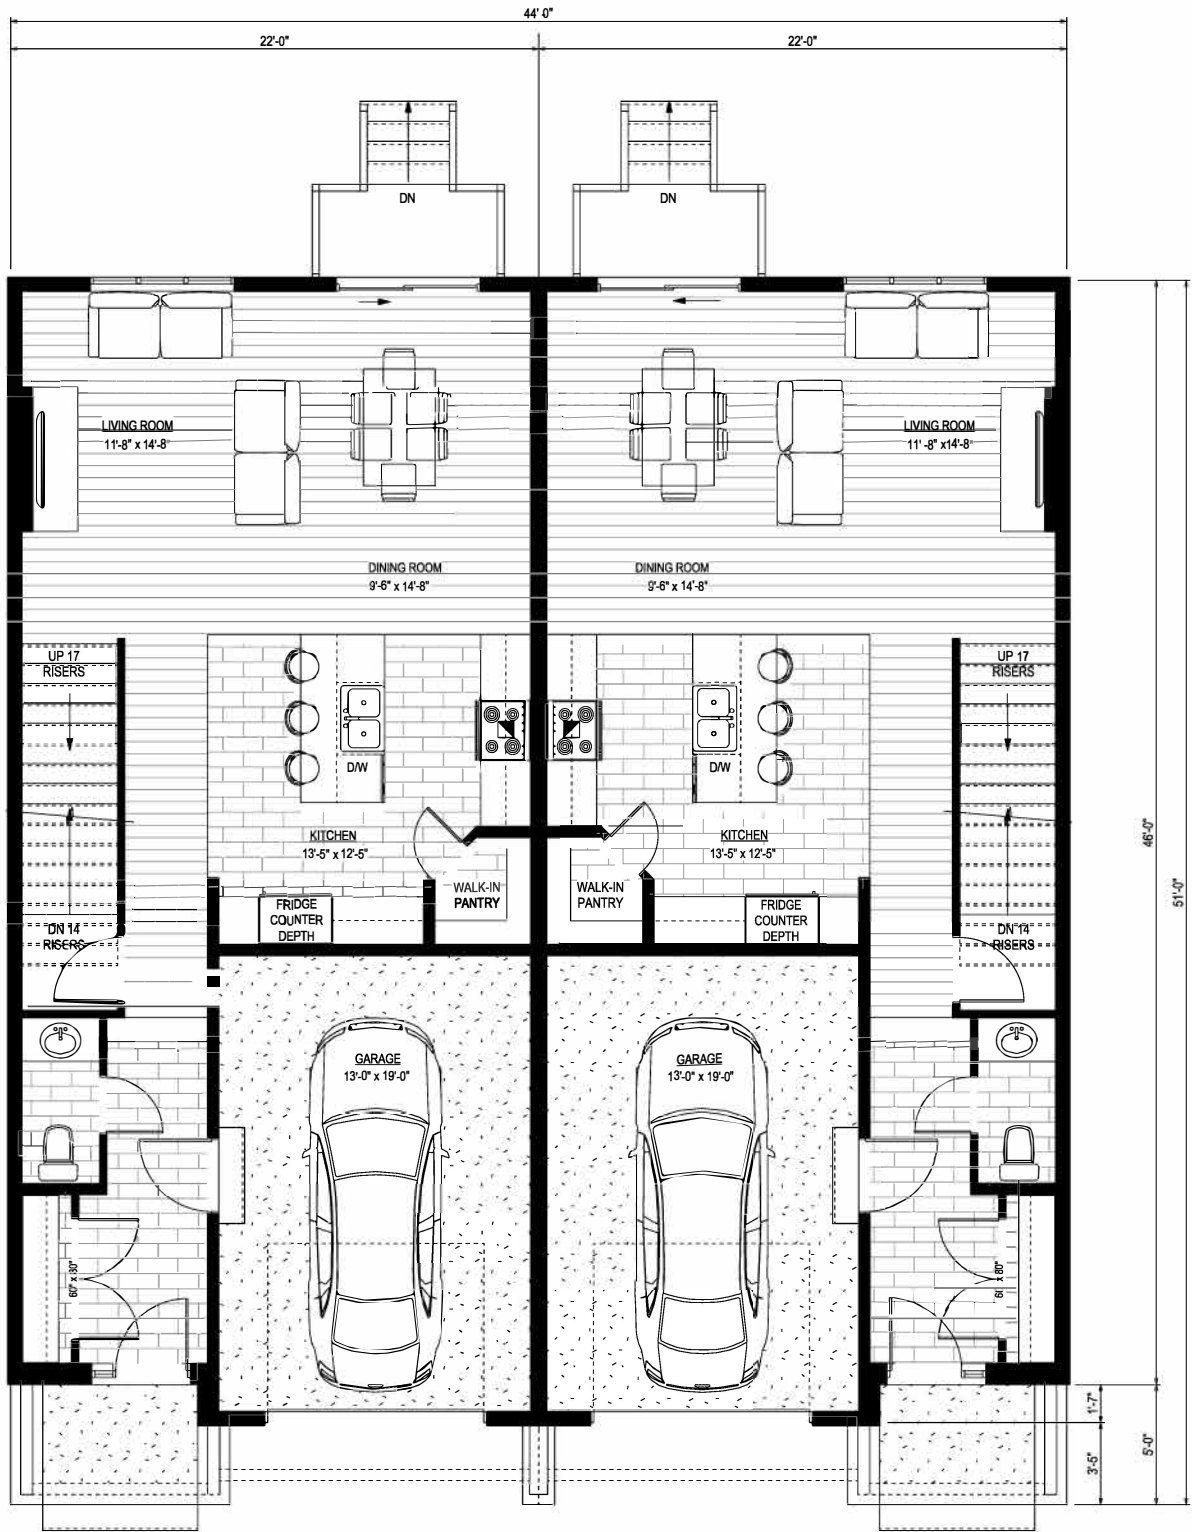 44'-0"
22'-0"
22'-0"
DN
DN
LIVING ROOM
11'-8" x 14'-8"
LIVING ROOM
11'-8" x14'-8"
DINING ROOM
9'-6" x 14'-8"
DINING ROOM
9'-6" x 14'-8"
UP 17
RISERS
UP 17
RISERS
D/W
D/W
KITCHEN
13'-5" x 12'-5"
KITCHEN
13'-5" x 12'-5"
46'-0"
51'-0"
WALK-IN
PANTRY
WALK-IN
PANTRY
FRIDGE
COUNTER
DEPTH
FRIDGE
COUNTER
DEPTH
DN 14
RISERS
DN 14
RISERS
GARAGE
13'-0" x 19'-0"
GARAGE
13'-0" x 19'-0"
60" x 80"
60" x 80"
1'-7"
3'-5"
5'-0"